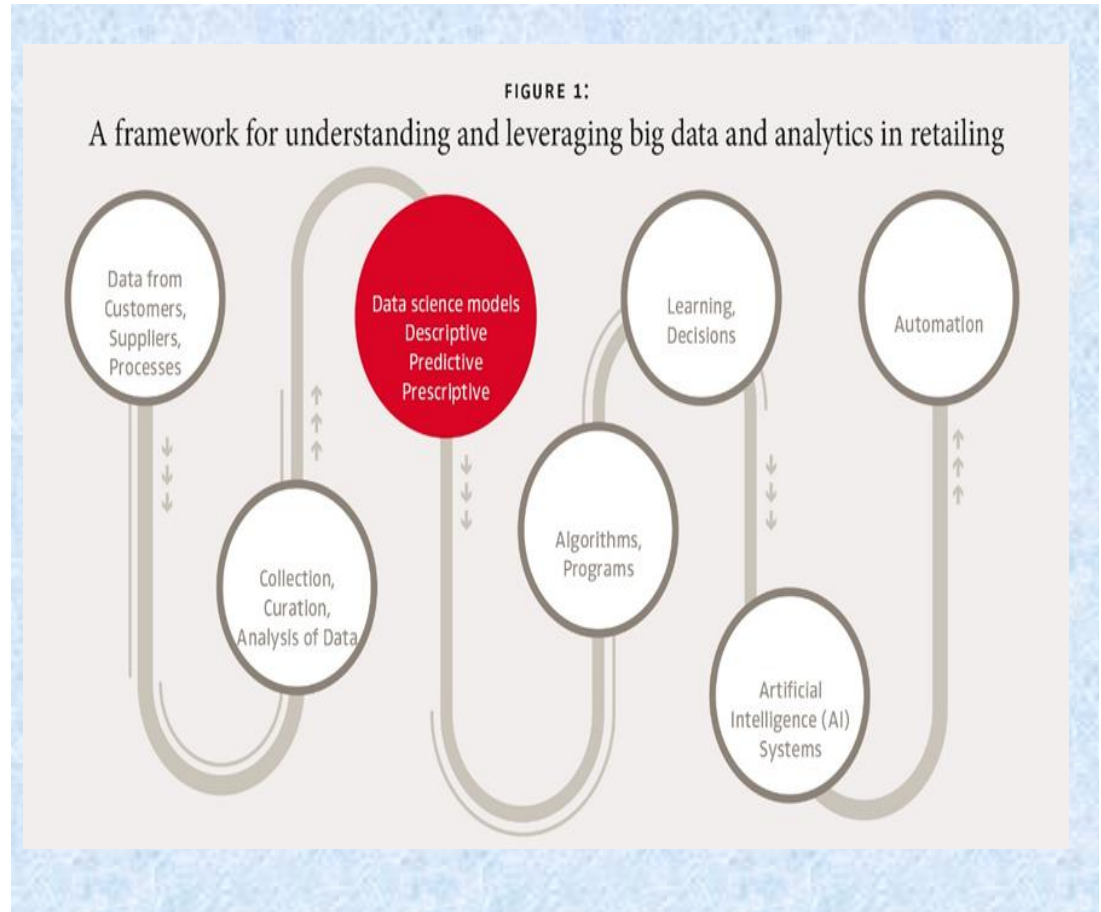 FIGURE 1:
A framework for understanding and leveraging big data and analytics in retailing
Data from
Customers,
Suppliers,
Processes
Collection,
Curation,
Analysis of Data
Data science models
Descriptive
Predictive
Prescriptive
Algorithms,
Programs
Learning,
Decisions
Artificial
Intelligence (AI)
Systems
Automation